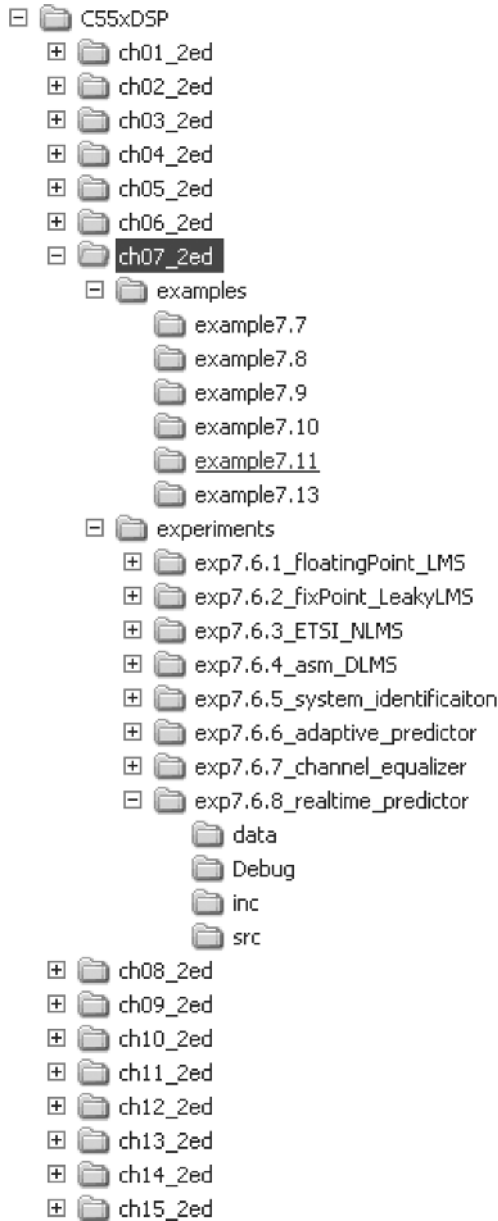 C55xDSP
ch01_2ed
ch02_2ed
ch03_2ed
ch04_2ed
ch05_2ed
ch06_2ed
ch07_2ed
examples
example7.7
example7.8
example7.9
example7.10
example7.11
example7.13
experiments
exp7.6.1_floatingPoint_LMS
exp7.6.2_fixPoint_LeakyLMS
exp7.6.3_ETSI_NLMS
exp7.6.4_asm_DLMS
exp7.6.5_system_identificaiton
exp7.6.6_adaptive_predictor
exp7.6.7_channel_equalizer
exp7.6.8_realtime_predictor
data
Debug
inc
src
ch08_2ed
ch09_2ed
ch10_2ed
ch11_2ed
ch12_2ed
ch13_2ed
ch14_2ed
ch15_2ed